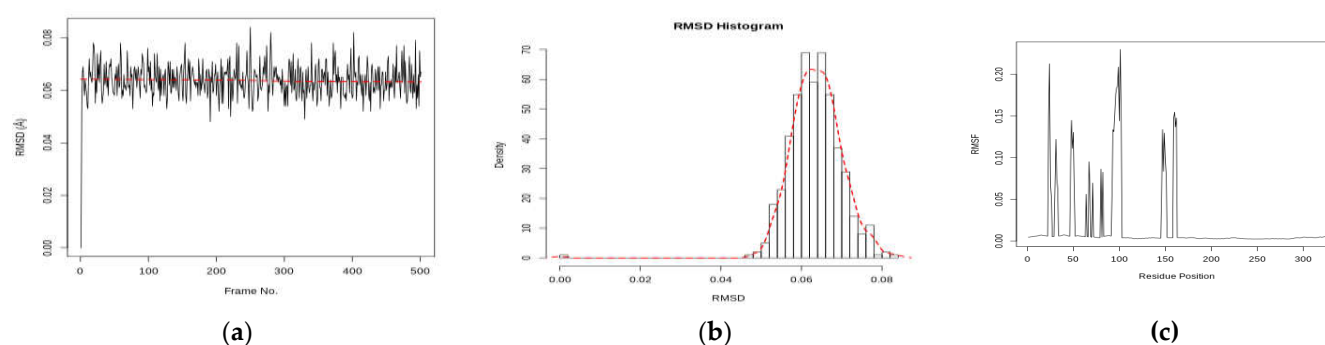 RMSD (Å)
0.08
0.06
0.04
0.02
0.00
0 100 200 300 400 500
Frame No.
(a)
RMSD Histogram
Density
70
60
50
40
30
20
10
0
0.00 0.02 0.04 0.06 0.08
RMSD
(b)
RMSF
0.20
0.15
0.10
0.05
0.00
0 50 100 150 200 250 300
Residue Position
(c)